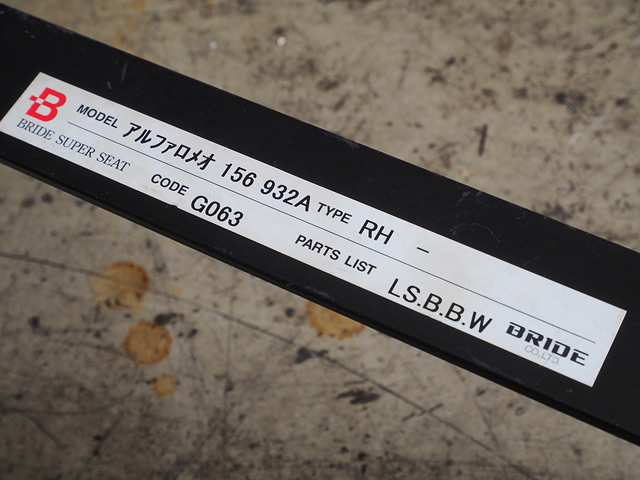 B MODEL アルファロメオ 156 932A TYPE RH -
BRIDE SUPER SEAT CODE G063 PARTS LIST LS.B.B.W BRIDE
CO.,LTD